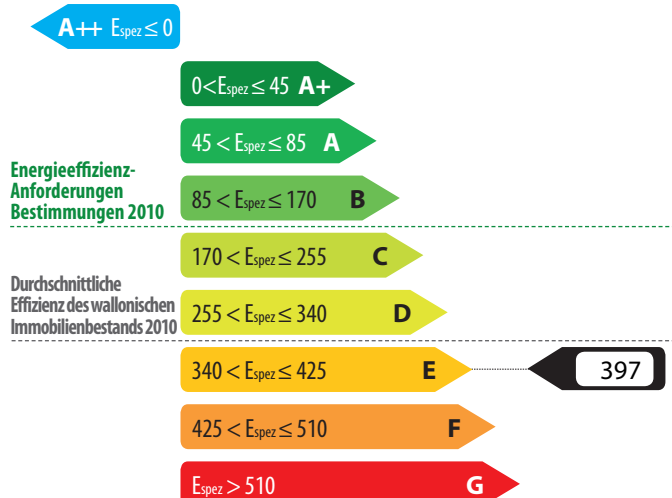 A++ Espez ≤ 0
0<Espez ≤ 45 A+
45 < Espez ≤ 85 A
Energieeffizienz-
Anforderungen
Bestimmungen 2010
85 < Espez ≤ 170 B
170 < Espez ≤ 255 C
Durchschnittliche
Effizienz des wallonischen
Immobilienbestands 2010
255 < Espez ≤ 340 D
340 < Espez ≤ 425 E
397
425 < Espez ≤ 510 F
Espez > 510 G